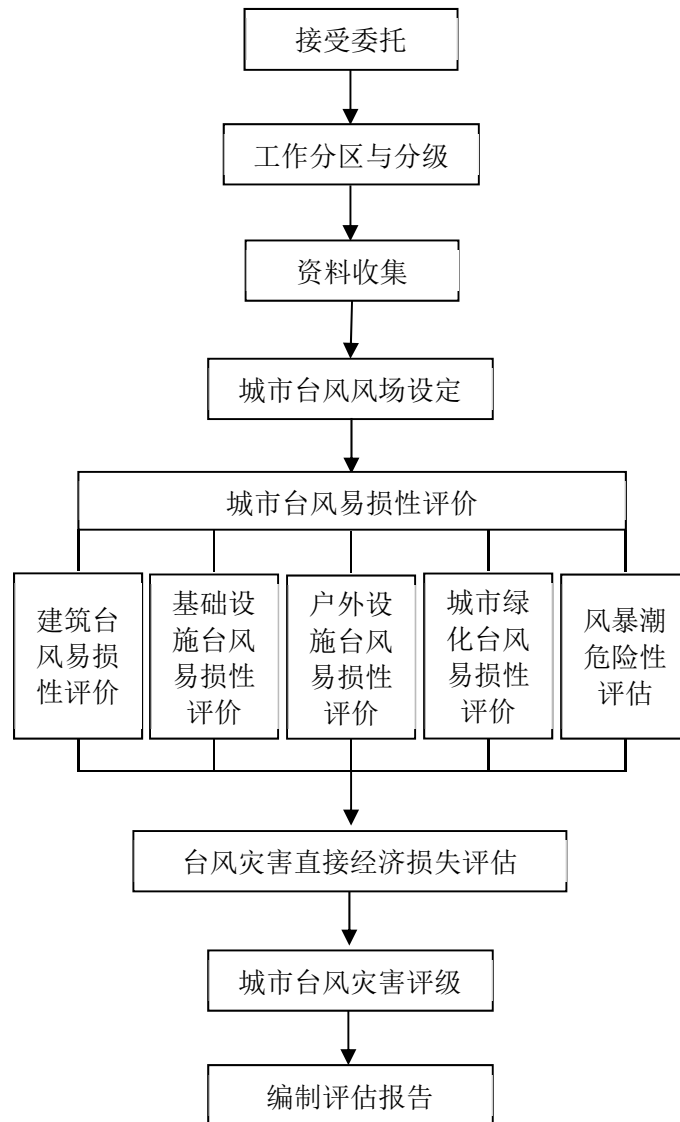 接受委托
工作分区与分级
资料收集
城市台风风场设定
城市台风易损性评价
建筑台
风易损
性评价
基础设
施台风
易损性
评价
户外设
施台风
易损性
评价
城市绿
化台风
易损性
评价
风暴潮
危险性
评估
台风灾害直接经济损失评估
城市台风灾害评级
编制评估报告